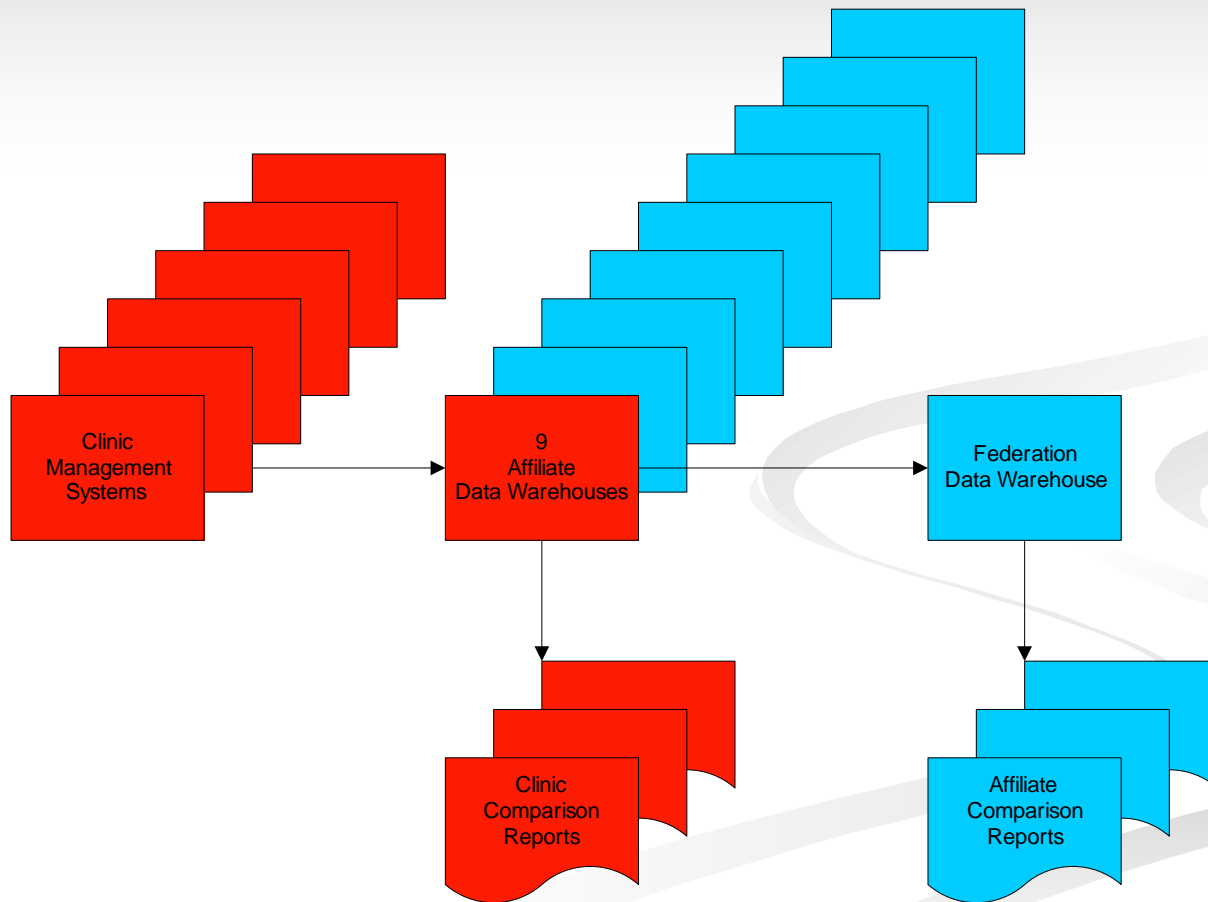 Clinic
Management
Systems
9
Affiliate
Data Warehouses
Federation
Data Warehouse
Clinic
Comparison
Reports
Affiliate
Comparison
Reports